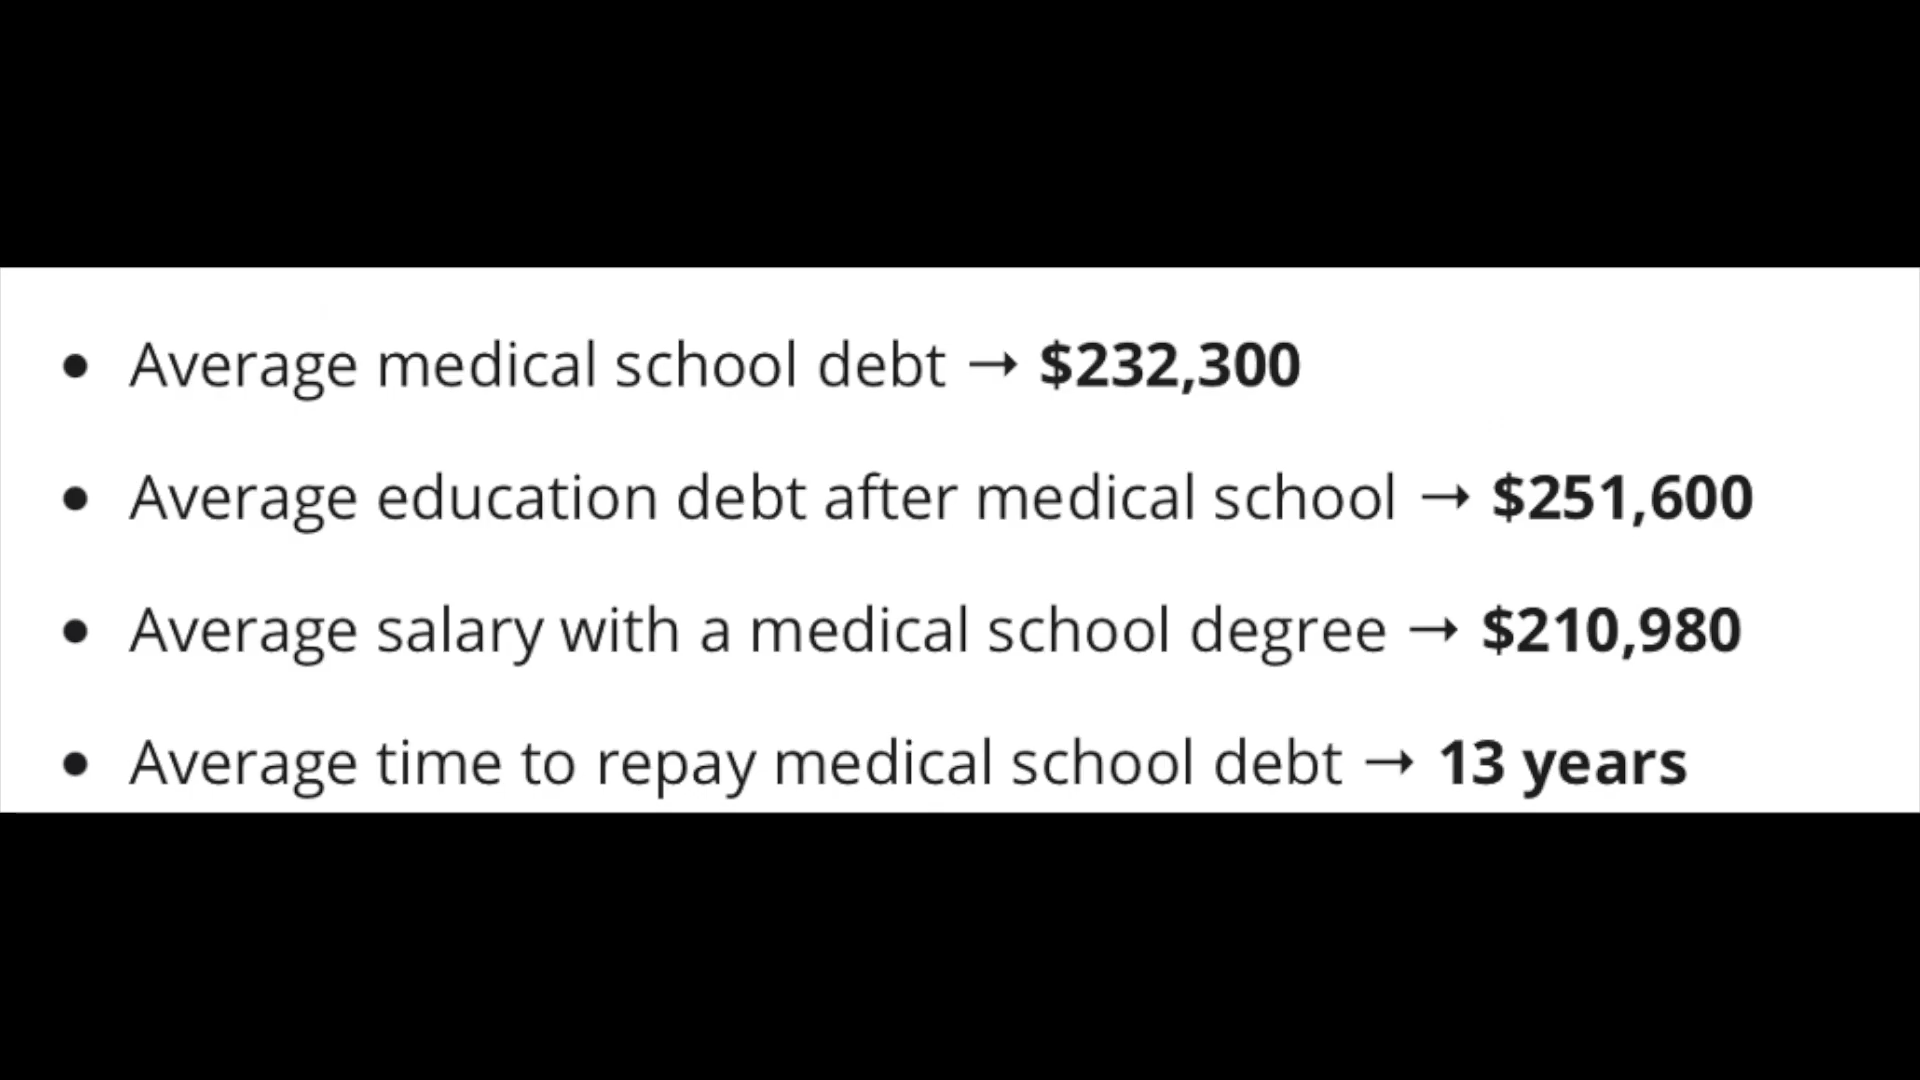 • Average medical school debt → $232,300
• Average education debt after medical school → $251,600
• Average salary with a medical school degree → $210,980
• Average time to repay medical school debt → 13 years